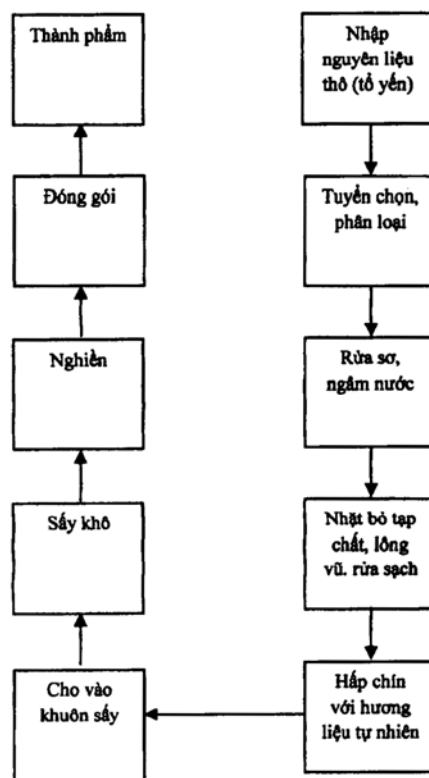 Nhập
nguyên liệu
thô (tổ yến)
Tuyển chọn,
phân loại
Rửa sơ,
ngâm nước
Nhặt bỏ tạp
chất, lông
vũ. rửa sạch
Hấp chín
với hương
liệu tự nhiên
Cho vào
khuôn sấy
Sấy khô
Nghiền
Đóng gói
Thành phẩm